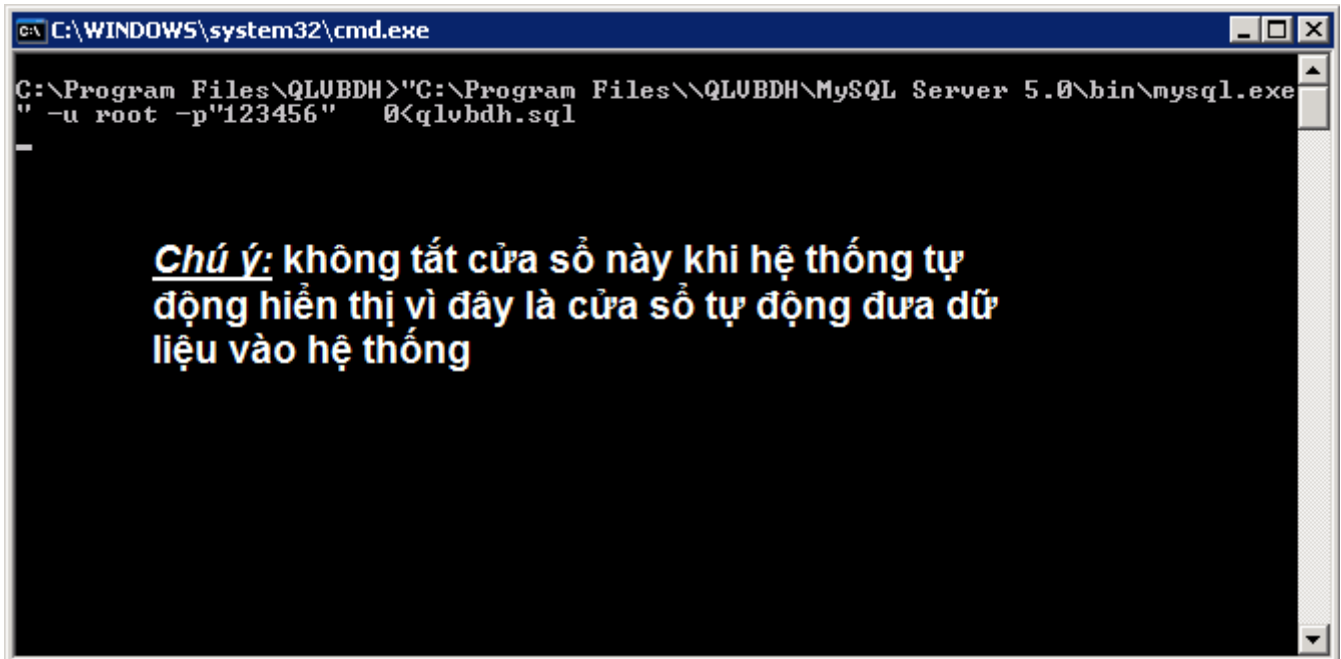 C:\WINDOWS\system32\cmd.exe
C:\Program Files\QLVBDH>"C:\Program Files\\QLVBDH\MySQL Server 5.0\bin\mysql.exe
" -u root -p"123456"   0<qlvbdh.sql
Chú ý: không tắt cửa sổ này khi hệ thống tự
động hiển thị vì đây là cửa sổ tự động đưa dữ
liệu vào hệ thống